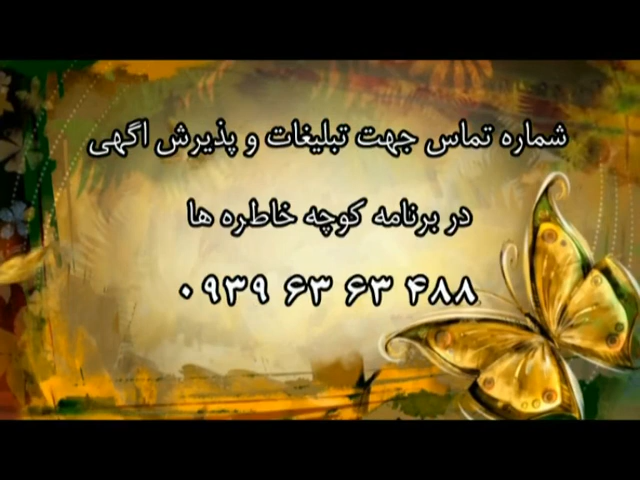 شماره تماس جهت تبلیغات و پذیرش اگهی
در برنامه کوچه خاطره ها
۰۹۳۹ ۶۳ ۶۳ ۴۸۸